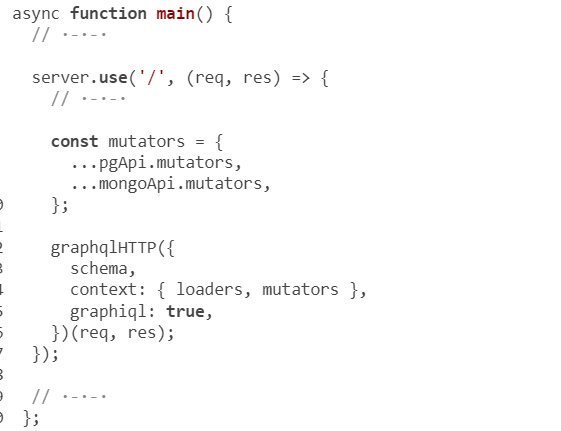 async function main() {
// ·-·-·
server.use('/', (req, res) => {
// ·-·-·
const mutators = {
...pgApi.mutators,
...mongoApi.mutators,
};
graphqlHTTP({
schema,
context: { loaders, mutators },
graphiql: true,
})(req, res);
});
// ·-·-·
};